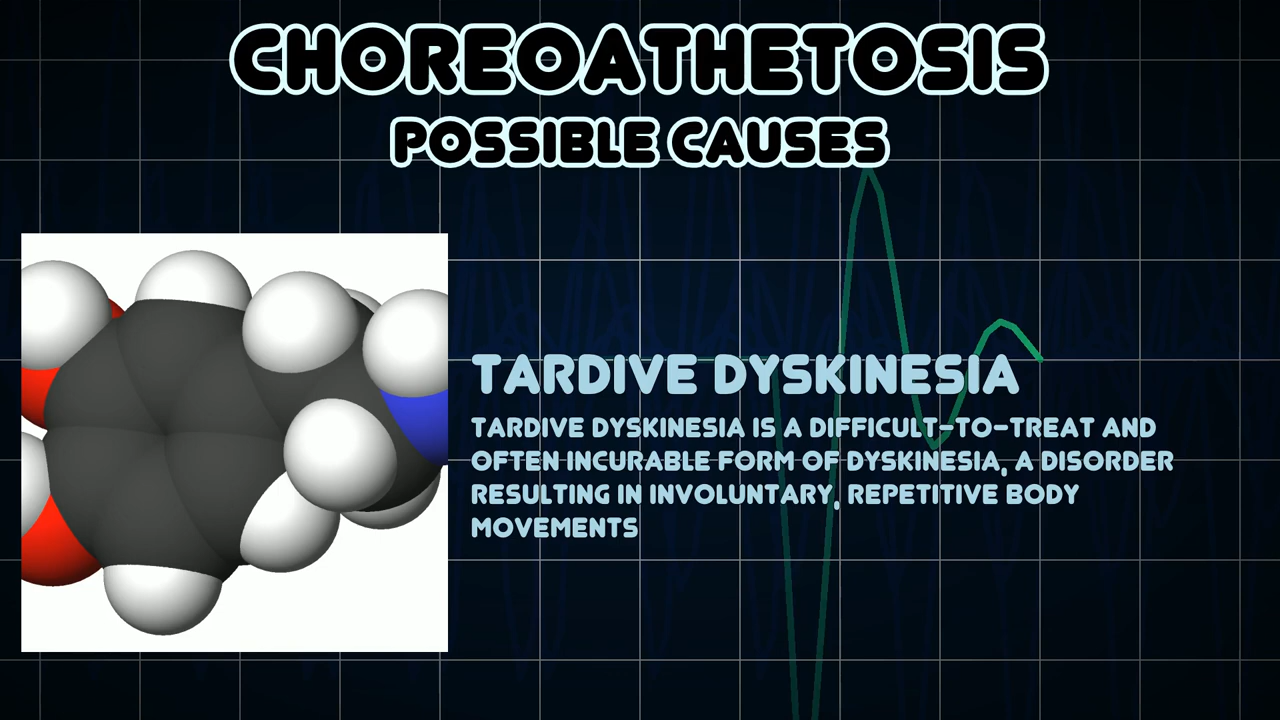 CHOREOATHETOSIS
POSSIBLE CAUSES
TARDIVE DYSKINESIA
TARDIVE DYSKINESIA IS A DIFFICULT-TO-TREAT AND
OFTEN INCURABLE FORM OF DYSKINESIA, A DISORDER
RESULTING IN INVOLUNTARY, REPETITIVE BODY
MOVEMENTS